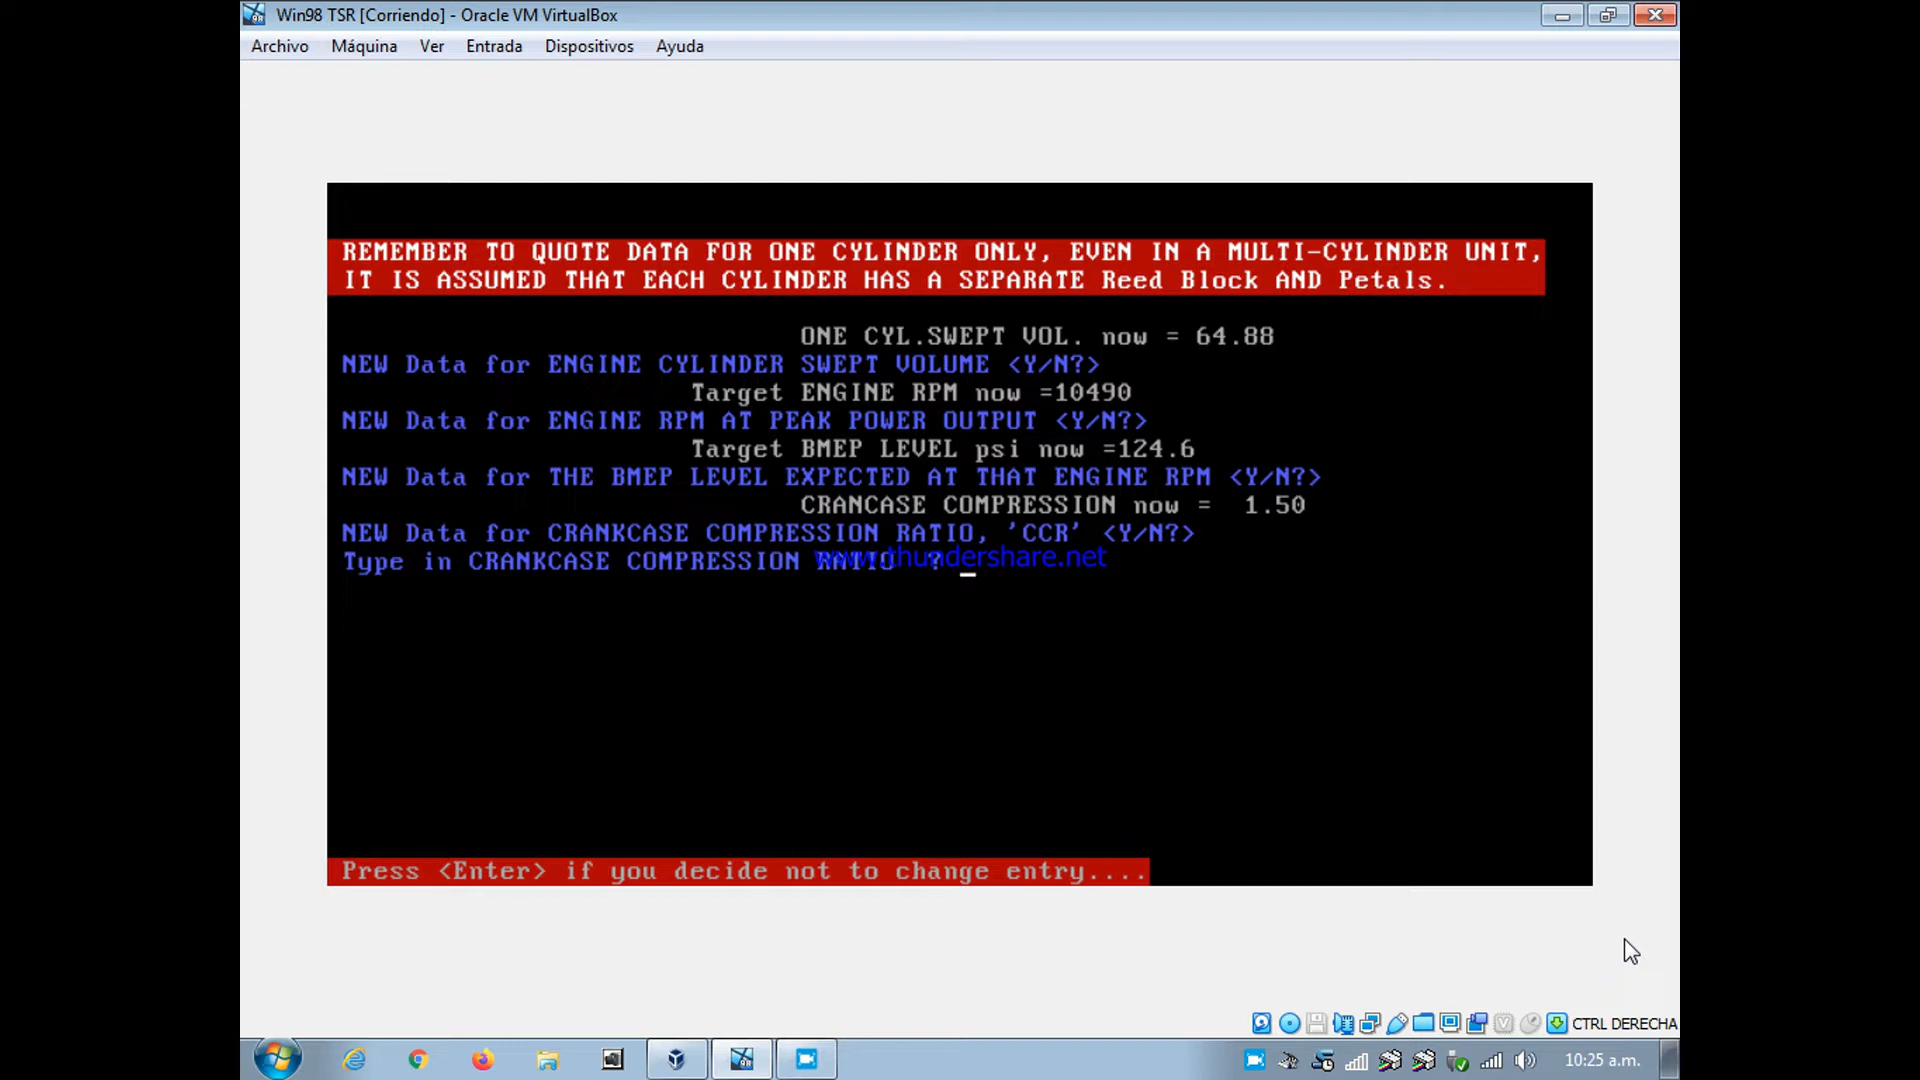 Win98 TSR [Corriendo] - Oracle VM VirtualBox
Archivo Máquina Ver Entrada Dispositivos Ayuda
REMEMBER TO QUOTE DATA FOR ONE CYLINDER ONLY, EVEN IN A MULTI-CYLINDER UNIT,
IT IS ASSUMED THAT EACH CYLINDER HAS A SEPARATE Reed Block AND Petals.
ONE CYL.SWEPT VOL. now = 64.88
NEW Data for ENGINE CYLINDER SWEPT VOLUME <Y/N?>
Target ENGINE RPM now =10490
NEW Data for ENGINE RPM AT PEAK POWER OUTPUT <Y/N?>
Target BMEP LEVEL psi now =124.6
NEW Data for THE BMEP LEVEL EXPECTED AT THAT ENGINE RPM <Y/N?>
CRANCASE COMPRESSION now = 1.50
NEW Data for CRANKCASE COMPRESSION RATIO, 'CCR' <Y/N?>
Type in CRANKCASE COMPRESSION RATIO ? _
www.thundershare.net
Press <Enter> if you decide not to change entry....
CTRL DERECHA
10:25 a.m.